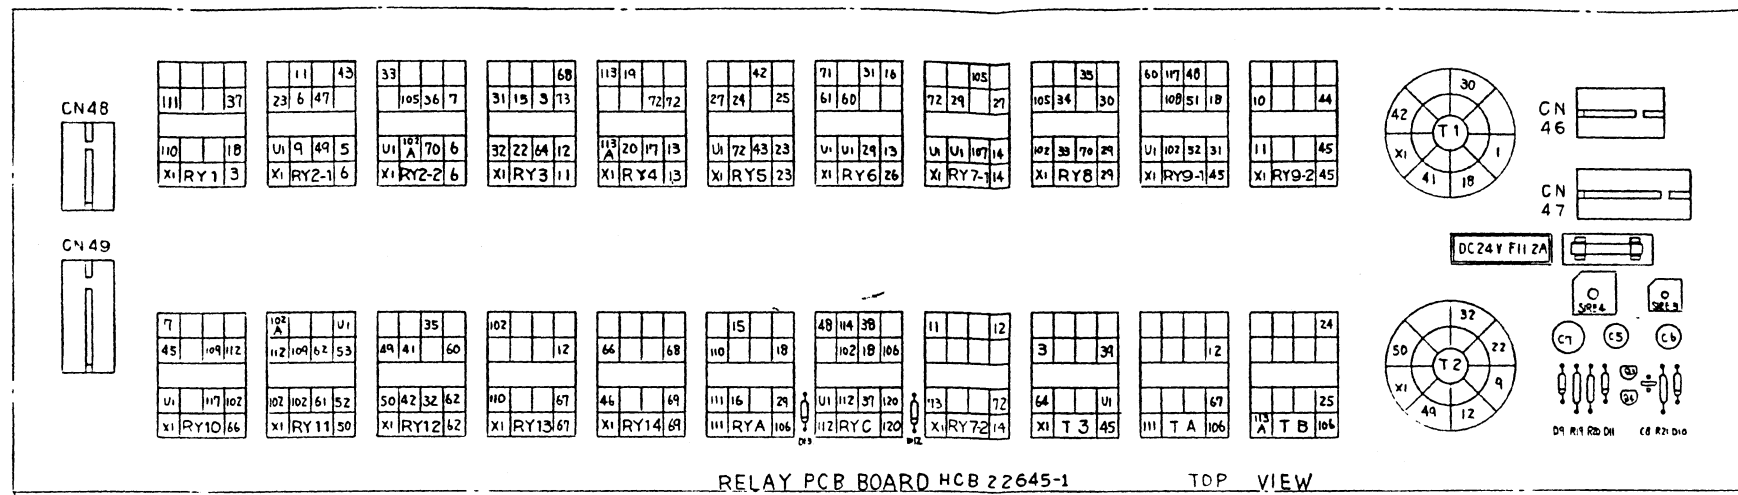 CN48
111 37
110 18
X1 RY1 3
11 43
23 6 47
U1 9 49 5
X1 RY2-1 6
33
105 36 7
U1 102A 70 6
X1 RY2-2 6
68
31 15 3 73
32 22 64 12
X1 RY3 11
113 19
72 72
113A 20 17 13
X1 RY4 13
42
27 24 25
U1 72 43 23
X1 RY5 23
71 31 16
61 60
U1 U1 29 13
X1 RY6 26
105
72 29 27
U1 U1 107 14
X1 RY7-1 14
35
105 34 30
102 33 70 29
X1 RY8 29
60 117 48
108 51 18
U1 102 52 31
X1 RY9-1 45
10 44
11 45
X1 RY9-2 45
30
42
T1
X1 1
41 18
CN
46
CN
47
DC24V F11 2A
CN49
7
45 109 112
U1 117 102
X1 RY10 66
102A U1
112 109 62 53
102 102 61 52
X1 RY11 50
35
49 41 60
50 42 32 62
X1 RY12 62
102
12
110 67
X1 RY13 67
66 68
46 69
X1 RY14 69
15
110 18
111 16 29
111 RYA 106
D13
48 114 38
102 18 106
U1 112 37 120
112 RYC 120
D12
11 12
73 72
X1 RY7-2 14
3 39
64 U1
X1 T3 45
12
67
111 TA 106
24
25
113A TB 106
32
50 22
T2
X1 9
49 12
C7 C5 C6
D9 R19 R20 D11 C8 R21 D10
RELAY PCB BOARD HCB 22645-1 TOP VIEW